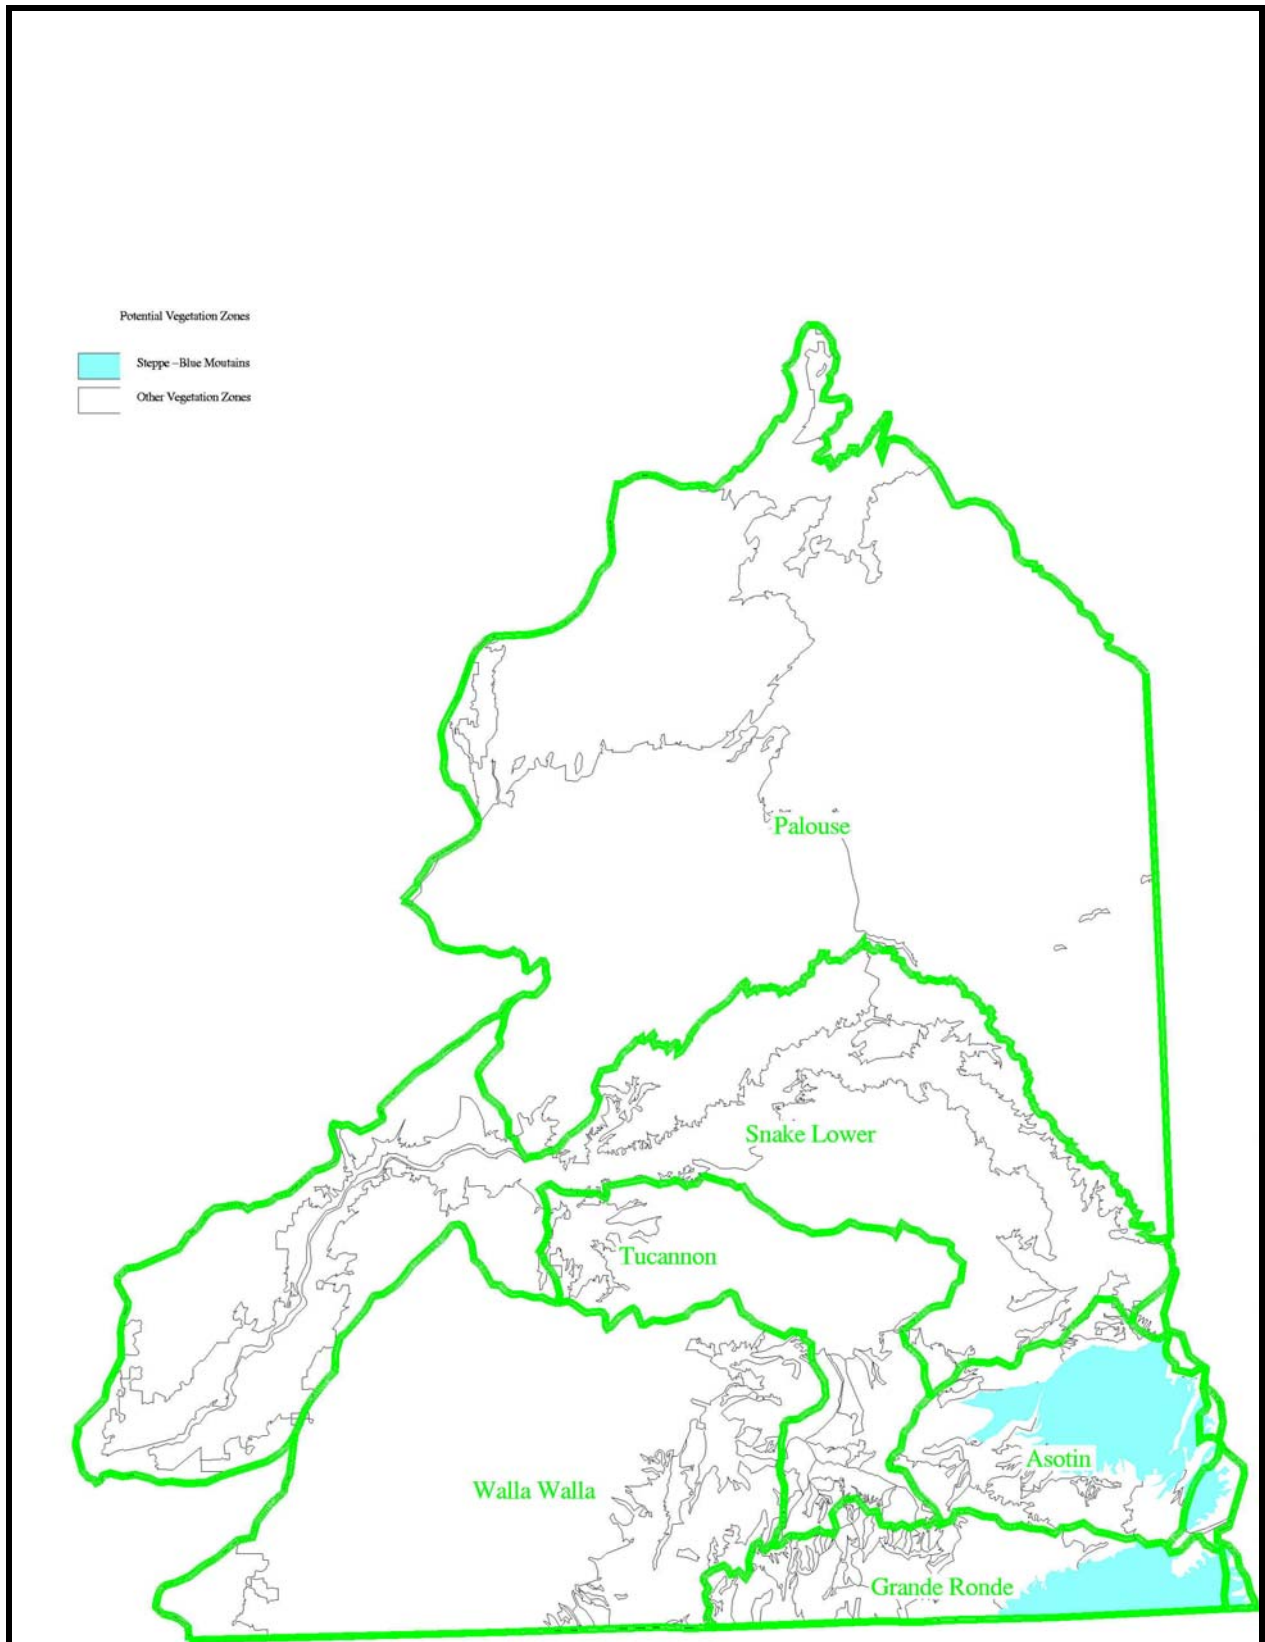 Potential Vegetation Zones
Steppe –Blue Moutains
Other Vegetation Zones
Palouse
Snake Lower
Tucannon
Asotin
Walla Walla
Grande Ronde